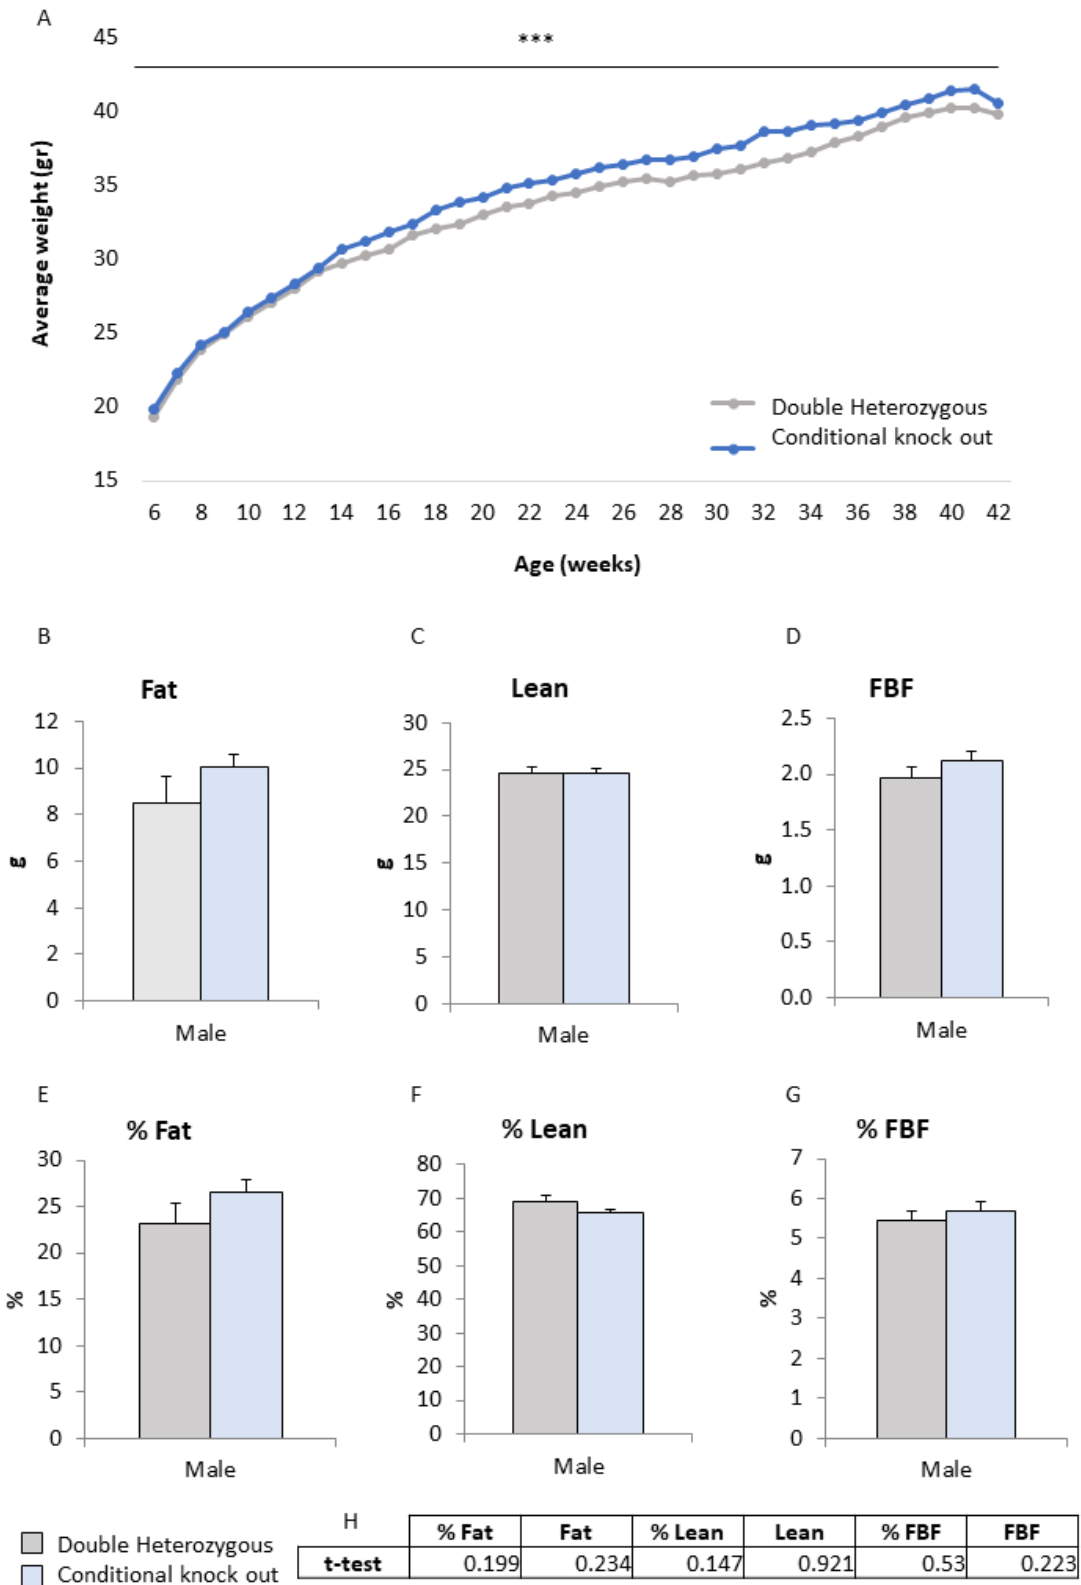 A
45
***
40
35
30
25
20
15
Average weight (gr)
Double Heterozygous
Conditional knock out
6 8 10 12 14 16 18 20 22 24 26 28 30 32 34 36 38 40 42
Age (weeks)
B
Fat
12
10
8
6
4
2
0
g
Male
C
Lean
30
25
20
15
10
5
0
g
Male
D
FBF
2.5
2.0
1.5
1.0
0.5
0.0
g
Male
E
% Fat
30
25
20
15
10
5
0
%
Male
F
% Lean
80
70
60
50
40
30
20
10
0
%
Male
G
% FBF
7
6
5
4
3
2
1
0
%
Male
Double Heterozygous
Conditional knock out
H
% Fat Fat % Lean Lean % FBF FBF
t-test 0.199 0.234 0.147 0.921 0.53 0.223